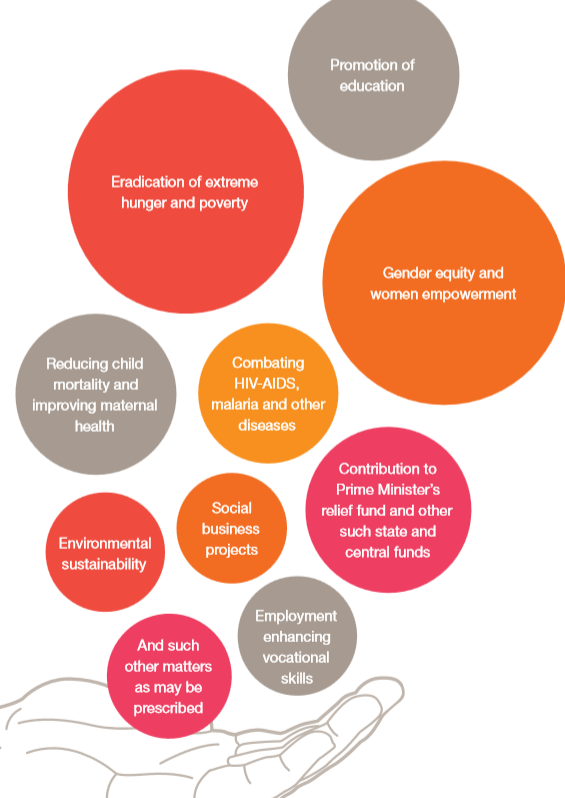 Promotion of
education
Eradication of extreme
hunger and poverty
Gender equity and
women empowerment
Reducing child
mortality and
improving maternal
health
Combating
HIV-AIDS,
malaria and other
diseases
Contribution to
Prime Minister's
relief fund and other
such state and
central funds
Social
business
projects
Environmental
sustainability
Employment
enhancing
vocational
skills
And such
other matters
as may be
prescribed